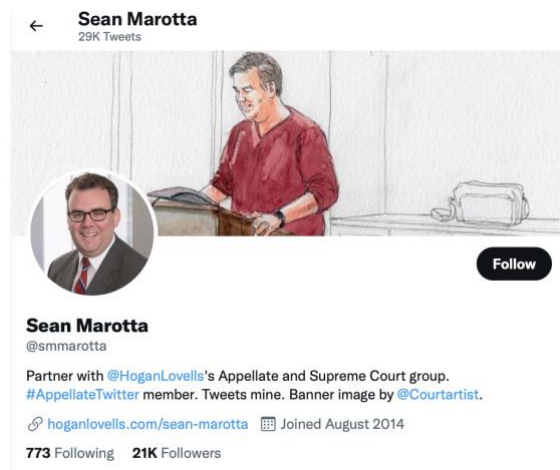 Sean Marotta
29K Tweets
Follow
Sean Marotta
@smmarotta
Partner with @HoganLovells's Appellate and Supreme Court group.
#AppellateTwitter member. Tweets mine. Banner image by @Courtartist.
hoganlovells.com/sean-marotta Joined August 2014
773 Following 21K Followers